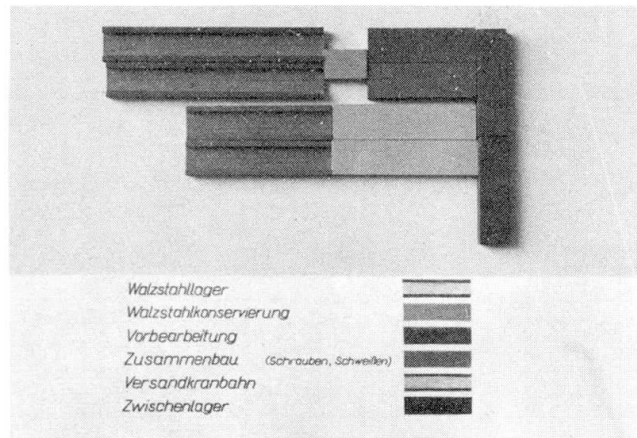 Walzstahllager
Walzstahlkonservierung
Vorbearbeitung
Zusammenbau (Schrauben, Schweißen)
Versandkranbahn
Zwischenlager